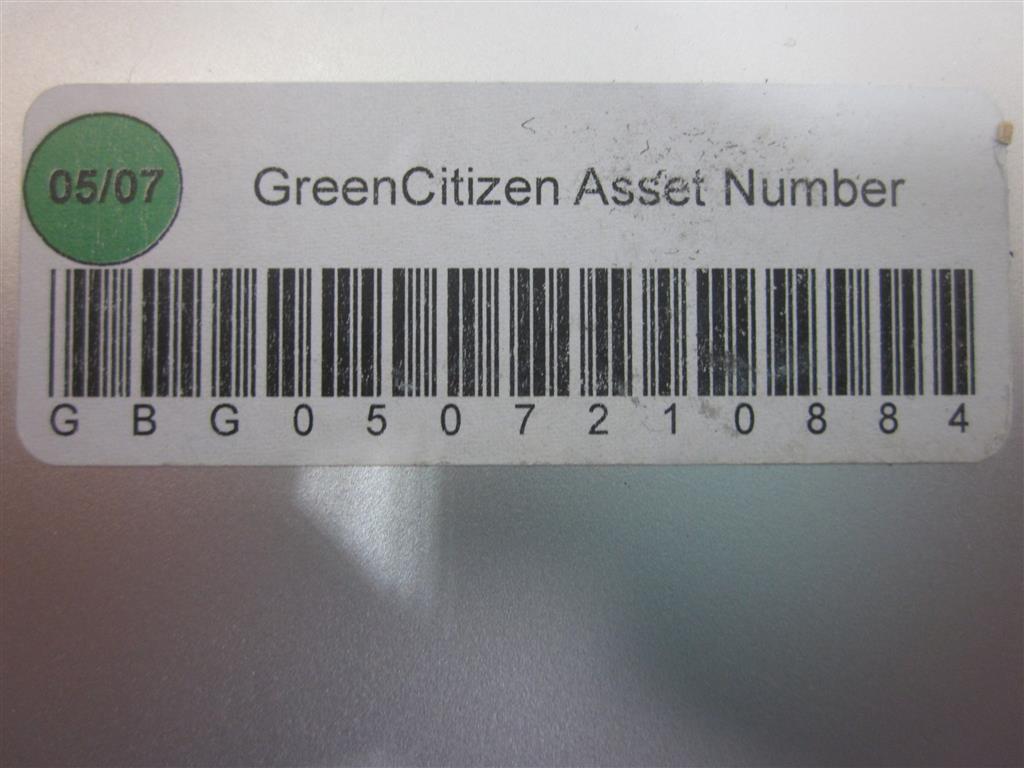 05/07
GreenCitizen Asset Number
G B G 0 5 0 7 2 1 0 8 8 4